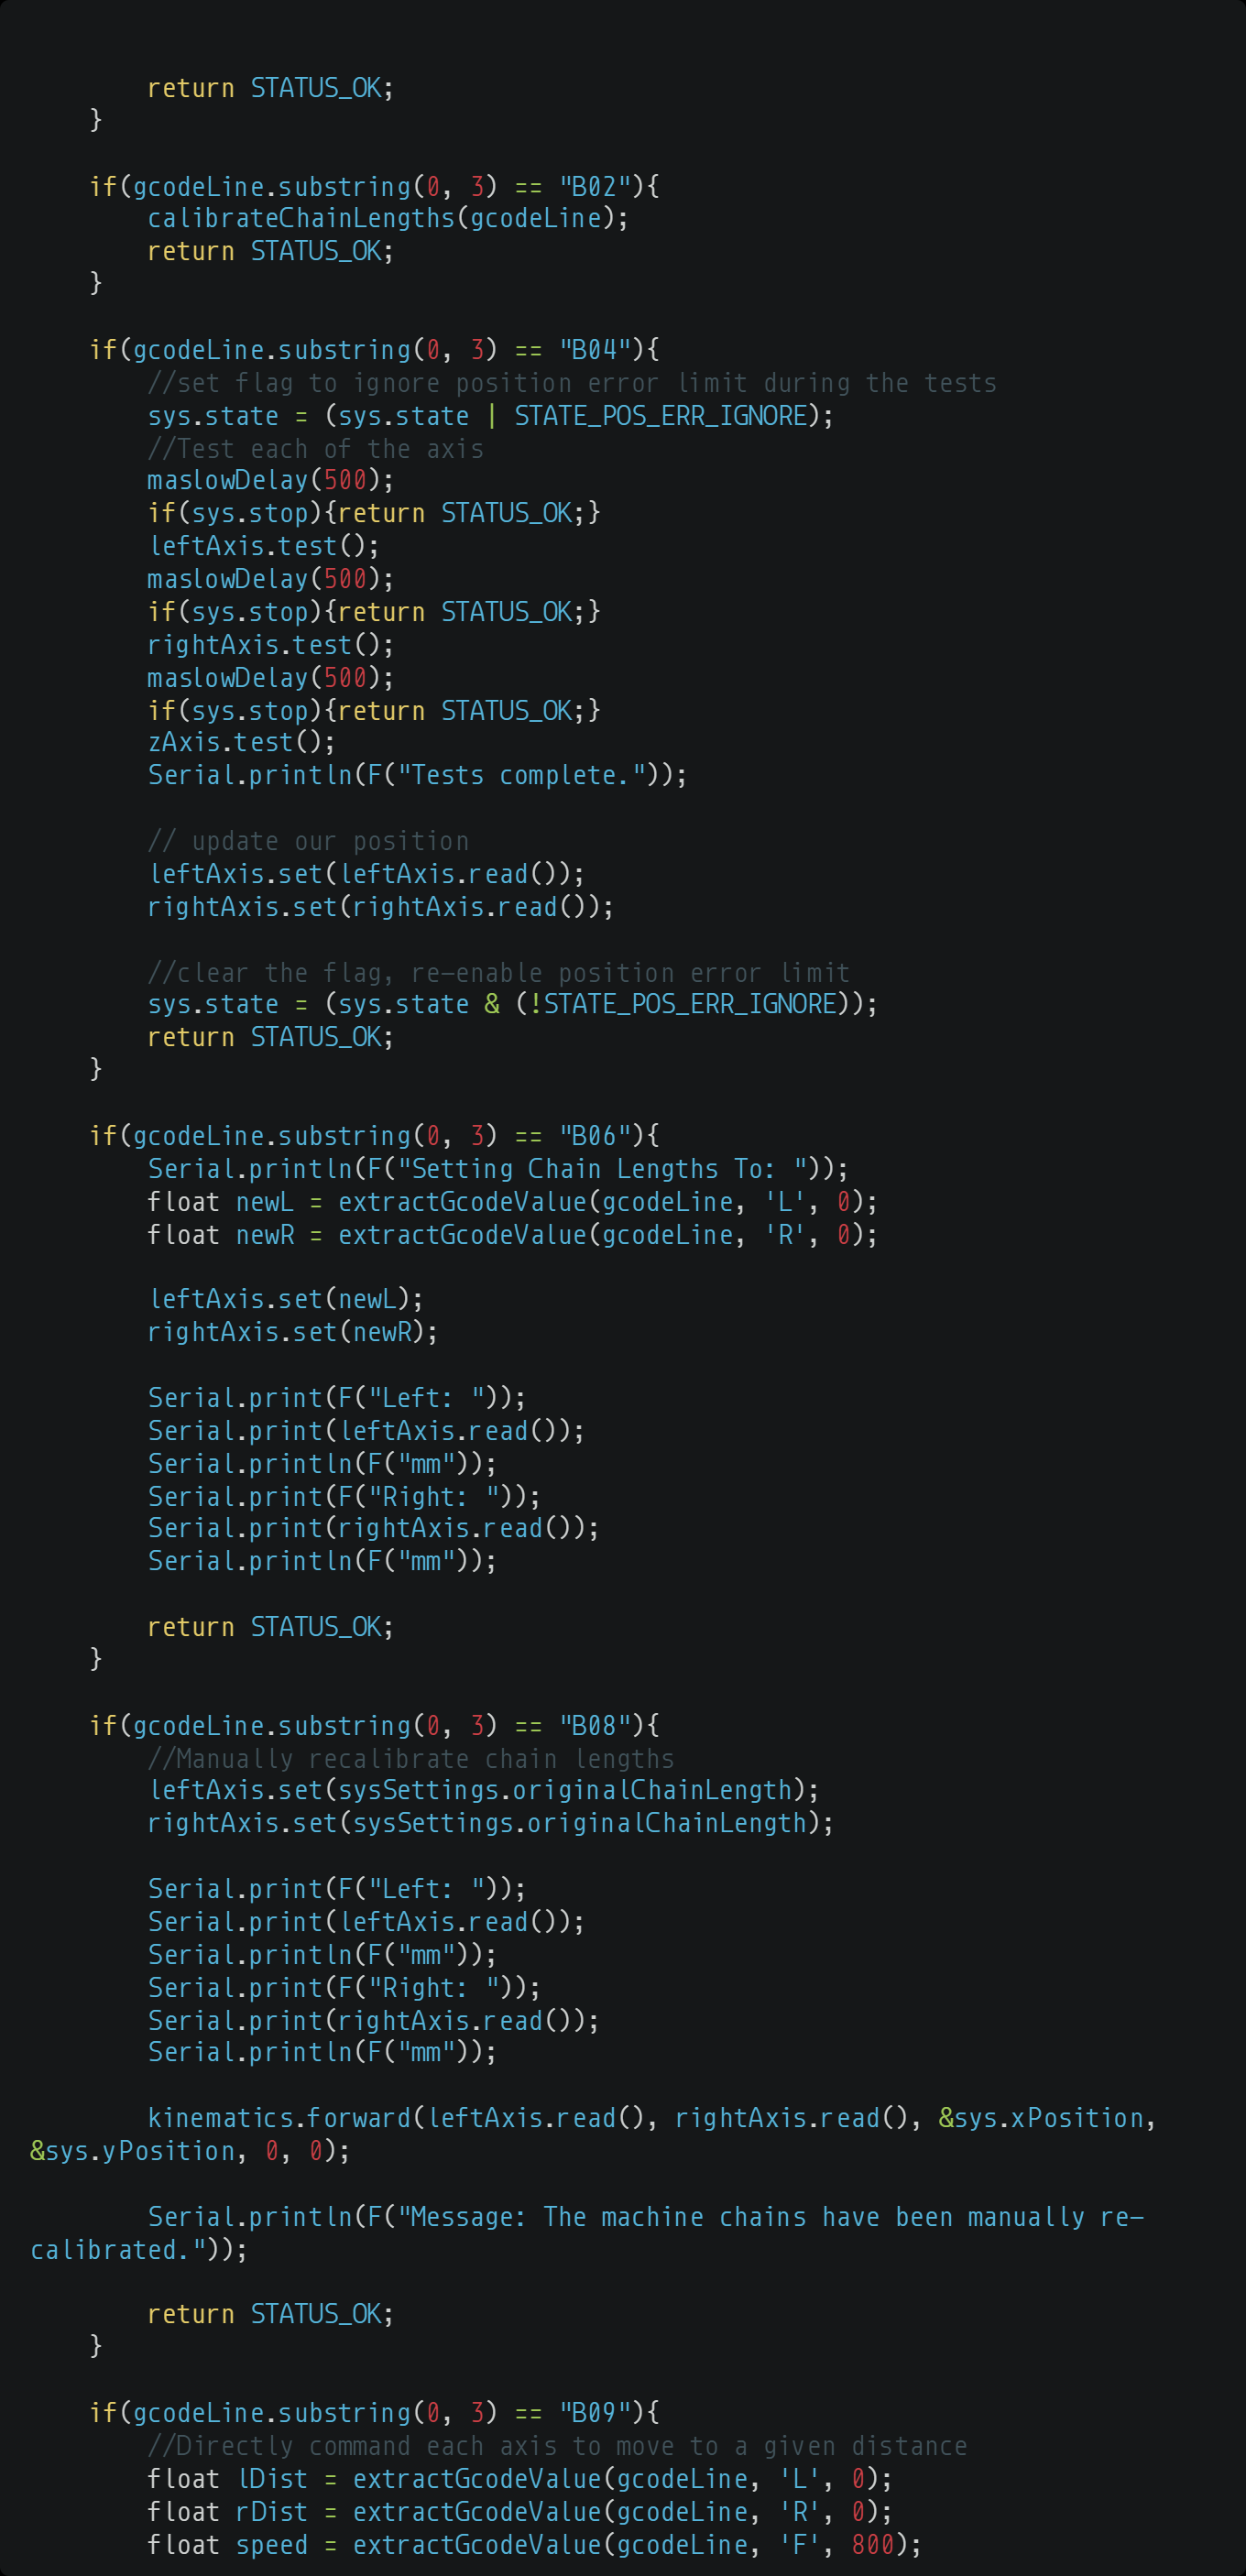 return STATUS_OK;
    }

    if(gcodeLine.substring(0, 3) == "B02"){
        calibrateChainLengths(gcodeLine);
        return STATUS_OK;
    }

    if(gcodeLine.substring(0, 3) == "B04"){
        //set flag to ignore position error limit during the tests
        sys.state = (sys.state | STATE_POS_ERR_IGNORE);
        //Test each of the axis
        maslowDelay(500);
        if(sys.stop){return STATUS_OK;}
        leftAxis.test();
        maslowDelay(500);
        if(sys.stop){return STATUS_OK;}
        rightAxis.test();
        maslowDelay(500);
        if(sys.stop){return STATUS_OK;}
        zAxis.test();
        Serial.println(F("Tests complete."));

        // update our position
        leftAxis.set(leftAxis.read());
        rightAxis.set(rightAxis.read());

        //clear the flag, re-enable position error limit
        sys.state = (sys.state & (!STATE_POS_ERR_IGNORE));
        return STATUS_OK;
    }

    if(gcodeLine.substring(0, 3) == "B06"){
        Serial.println(F("Setting Chain Lengths To: "));
        float newL = extractGcodeValue(gcodeLine, 'L', 0);
        float newR = extractGcodeValue(gcodeLine, 'R', 0);

        leftAxis.set(newL);
        rightAxis.set(newR);

        Serial.print(F("Left: "));
        Serial.print(leftAxis.read());
        Serial.println(F("mm"));
        Serial.print(F("Right: "));
        Serial.print(rightAxis.read());
        Serial.println(F("mm"));

        return STATUS_OK;
    }

    if(gcodeLine.substring(0, 3) == "B08"){
        //Manually recalibrate chain lengths
        leftAxis.set(sysSettings.originalChainLength);
        rightAxis.set(sysSettings.originalChainLength);

        Serial.print(F("Left: "));
        Serial.print(leftAxis.read());
        Serial.println(F("mm"));
        Serial.print(F("Right: "));
        Serial.print(rightAxis.read());
        Serial.println(F("mm"));

        kinematics.forward(leftAxis.read(), rightAxis.read(), &sys.xPosition,
&sys.yPosition, 0, 0);

        Serial.println(F("Message: The machine chains have been manually re-
calibrated."));

        return STATUS_OK;
    }

    if(gcodeLine.substring(0, 3) == "B09"){
        //Directly command each axis to move to a given distance
        float lDist = extractGcodeValue(gcodeLine, 'L', 0);
        float rDist = extractGcodeValue(gcodeLine, 'R', 0);
        float speed = extractGcodeValue(gcodeLine, 'F', 800);